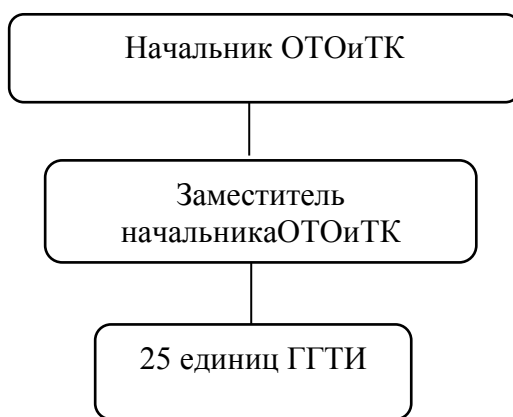 Начальник ОТОиТК
Заместитель
начальникаОТОиТК
25 единиц ГГТИ